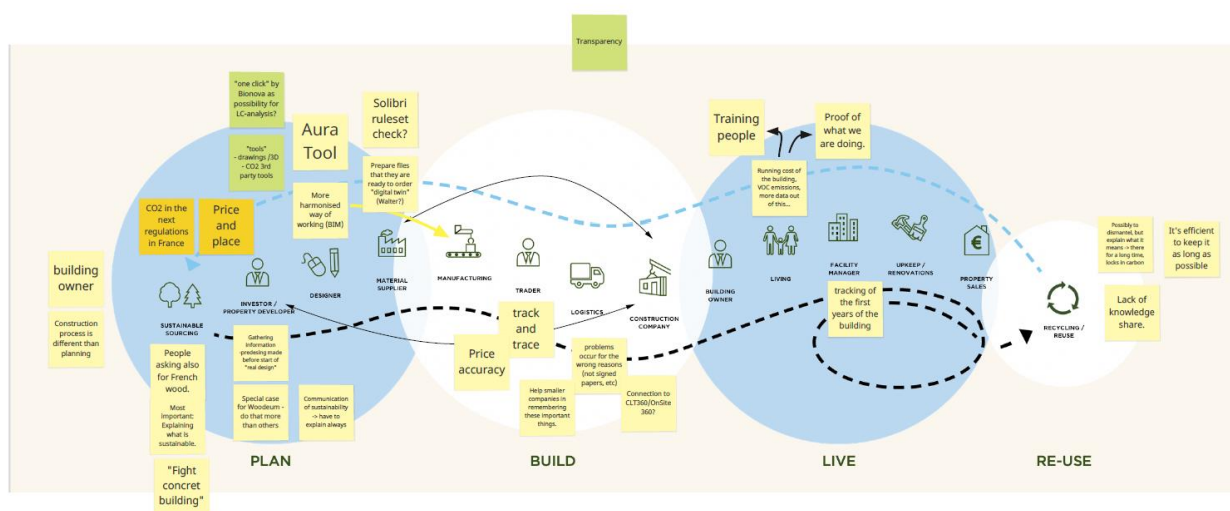 Transparency
"one click" by
Bionova as
possibility for
LC-analysis?
"tools"
- drawings /3D
- CO2 3rd
party tools
Aura
Tool
Solibri
ruleset
check?
Prepare files
that they are
ready to order
"digital twin"
(Walter?)
More
harmonised
way of
working (BIM)
CO2 in the
next
regulations
in France
Price
and
place
building
owner
Construction
process is
different than
planning
SUSTAINABLE
SOURCING
INVESTOR /
PROPERTY DEVELOPER
DESIGNER
MATERIAL
SUPPLIER
People
asking also
for French
wood.
Most
important:
Explaining
what is
sustainable.
"Fight
concret
building"
Gathering
information
predesing made
before start of
"real design"
Special case
for Woodeum -
do that more
than others
Communication
of sustainability
-> have to
explain always
PLAN
MANUFACTURING
TRADER
LOGISTICS
CONSTRUCTION
COMPANY
track
and
trace
Price
accuracy
problems
occur for the
wrong reasons
(not signed
papers, etc)
Help smaller
companies in
remembering
these important
things.
Connection to
CLT360/OnSite
360?
BUILD
Training
people
Proof of
what we
are doing.
Running cost of
the building,
VOC emissions,
more data out
of this...
BUILDING
OWNER
LIVING
FACILITY
MANAGER
UPKEEP /
RENOVATIONS
PROPERTY
SALES
€
tracking of
the first
years of the
building
LIVE
Possibly to
dismantel, but
explain what it
means -> there
for a long time,
locks in carbon
It's efficient
to keep it
as long as
possible
Lack of
knowledge
share.
RECYCLING
/ REUSE
RE-USE